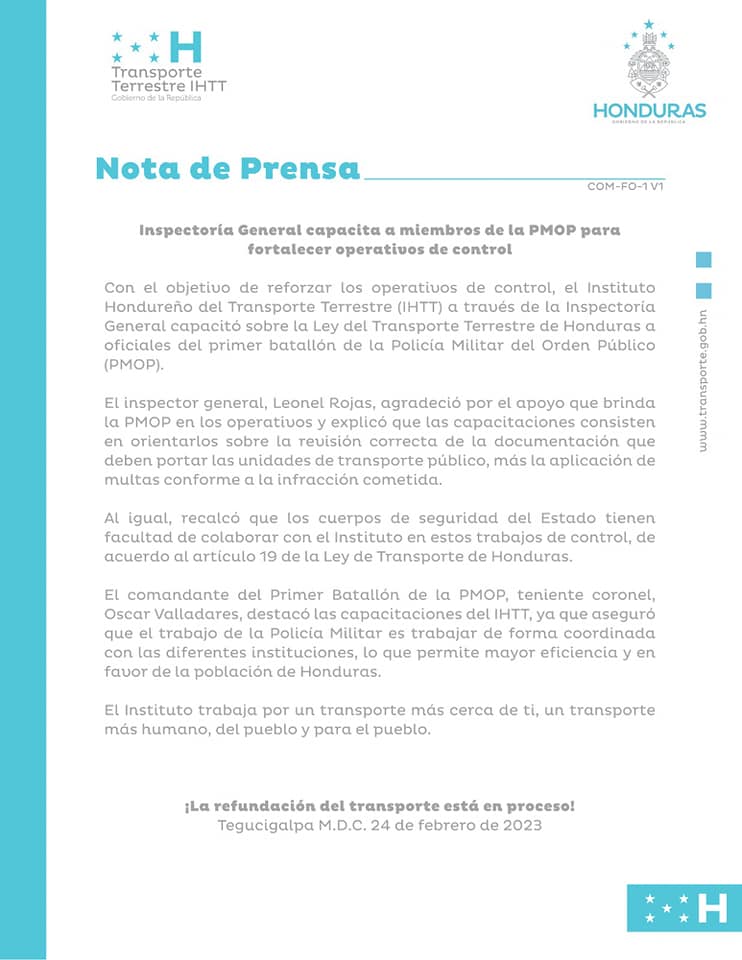 H
Transporte
Terrestre IHTT
Gobierno de la República
HONDURAS
GOBIERNO DE LA REPÚBLICA
Nota de Prensa
COM-FO-1 V1
Inspectoría General capacita a miembros de la PMOP para
fortalecer operativos de control
Con el objetivo de reforzar los operativos de control, el Instituto
Hondureño del Transporte Terrestre (IHTT) a través de la Inspectoría
General capacitó sobre la Ley del Transporte Terrestre de Honduras a
oficiales del primer batallón de la Policía Militar del Orden Público
(PMOP).
El inspector general, Leonel Rojas, agradeció por el apoyo que brinda
la PMOP en los operativos y explicó que las capacitaciones consisten
en orientarlos sobre la revisión correcta de la documentación que
deben portar las unidades de transporte público, más la aplicación de
multas conforme a la infracción cometida.
Al igual, recalcó que los cuerpos de seguridad del Estado tienen
facultad de colaborar con el Instituto en estos trabajos de control, de
acuerdo al artículo 19 de la Ley de Transporte de Honduras.
El comandante del Primer Batallón de la PMOP, teniente coronel,
Oscar Valladares, destacó las capacitaciones del IHTT, ya que aseguró
que el trabajo de la Policía Militar es trabajar de forma coordinada
con las diferentes instituciones, lo que permite mayor eficiencia y en
favor de la población de Honduras.
El Instituto trabaja por un transporte más cerca de ti, un transporte
más humano, del pueblo y para el pueblo.
¡La refundación del transporte está en proceso!
Tegucigalpa M.D.C. 24 de febrero de 2023
www.transporte.gob.hn
H